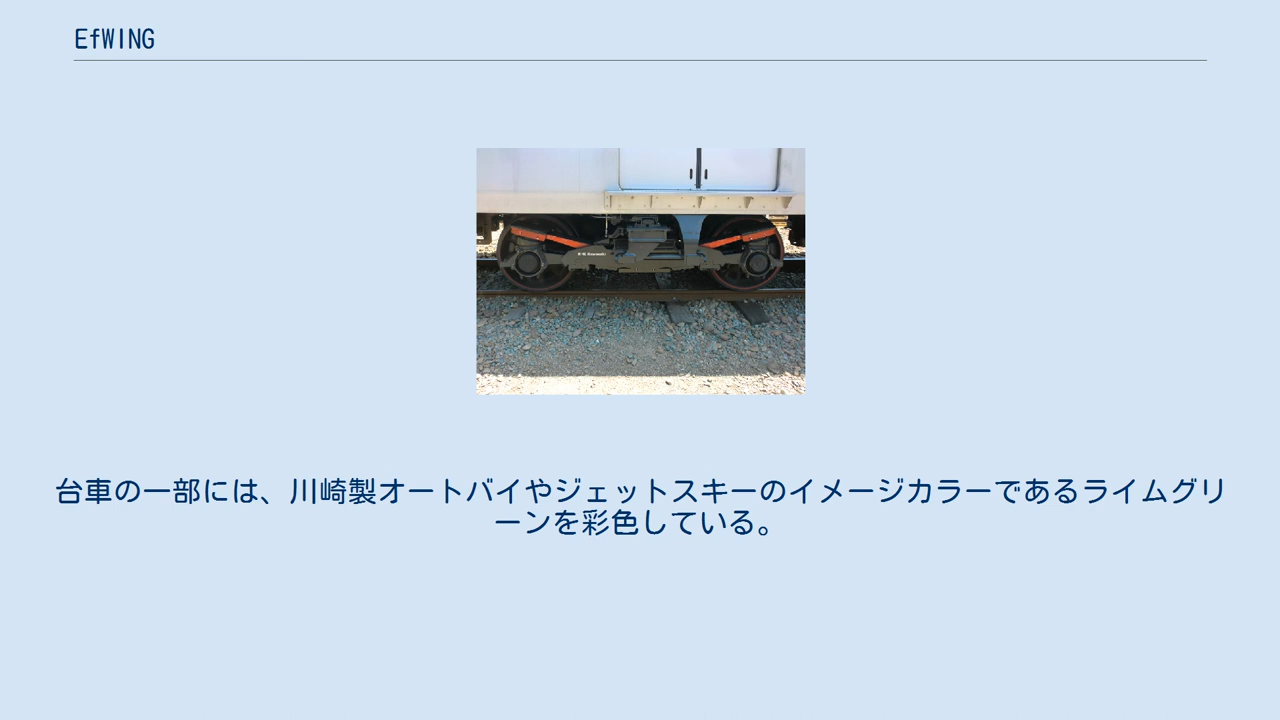 EfWING
Kawasaki
台車の一部には、川崎製オートバイやジェットスキーのイメージカラーであるライムグリ
ーンを彩色している。